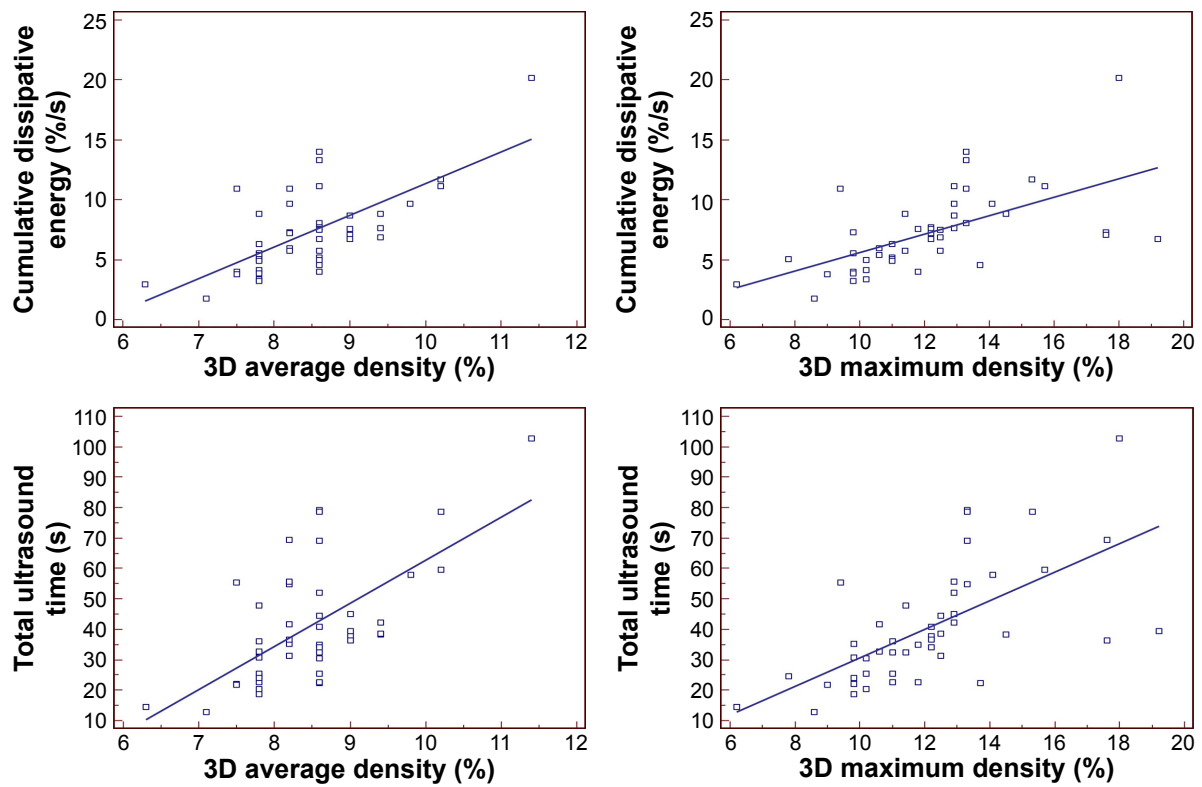 Cumulative dissipative
energy (%/s)
25
20
15
10
5
0
6 7 8 9 10 11 12
3D average density (%)
Cumulative dissipative
energy (%/s)
25
20
15
10
5
0
6 8 10 12 14 16 18 20
3D maximum density (%)
Total ultrasound
time (s)
110
100
90
80
70
60
50
40
30
20
10
6 7 8 9 10 11 12
3D average density (%)
Total ultrasound
time (s)
110
100
90
80
70
60
50
40
30
20
10
6 8 10 12 14 16 18 20
3D maximum density (%)